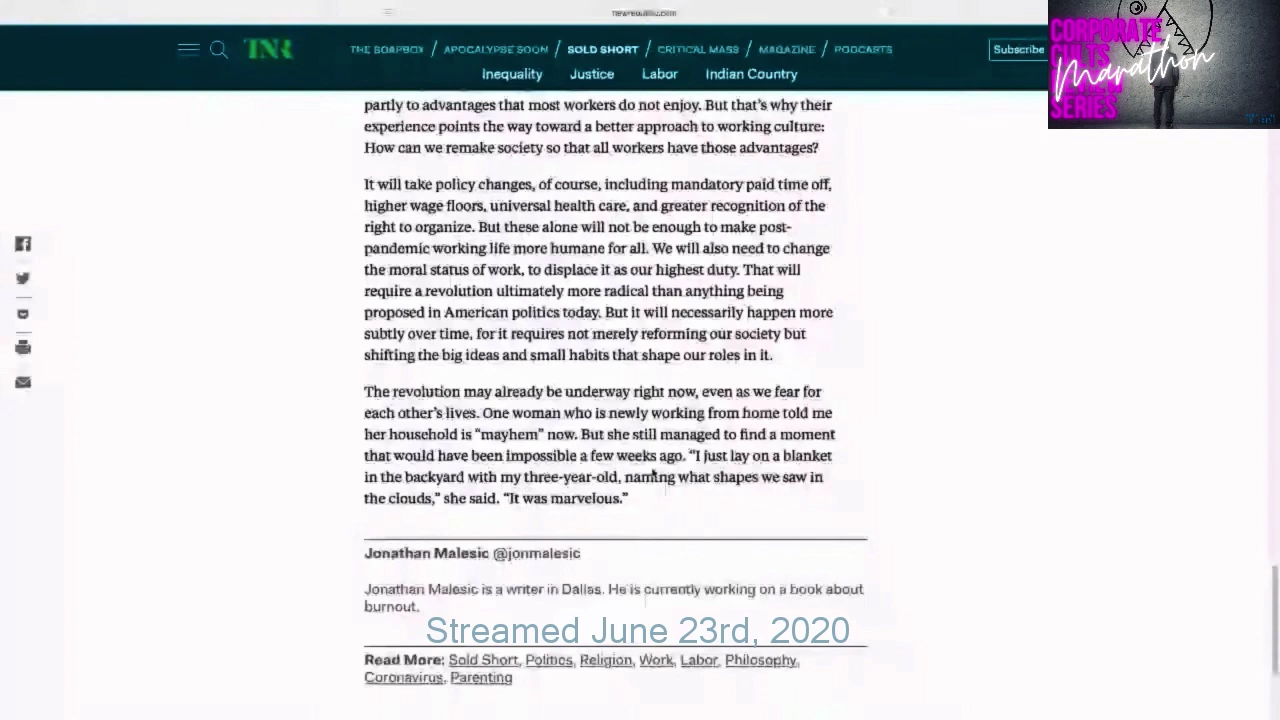 newrepublic.com
TNR
THE SOAPBOX / APOCALYPSE SOON / SOLD SHORT / CRITICAL MASS / MAGAZINE / PODCASTS
Subscribe
Inequality Justice Labor Indian Country
CORPORATE
CULTS
Marathon
SERIES
partly to advantages that most workers do not enjoy. But that’s why their
experience points the way toward a better approach to working culture:
How can we remake society so that all workers have those advantages?
It will take policy changes, of course, including mandatory paid time off,
higher wage floors, universal health care, and greater recognition of the
right to organize. But these alone will not be enough to make post-
pandemic working life more humane for all. We will also need to change
the moral status of work, to displace it as our highest duty. That will
require a revolution ultimately more radical than anything being
proposed in American politics today. But it will necessarily happen more
subtly over time, for it requires not merely reforming our society but
shifting the big ideas and small habits that shape our roles in it.
The revolution may already be underway right now, even as we fear for
each other’s lives. One woman who is newly working from home told me
her household is “mayhem” now. But she still managed to find a moment
that would have been impossible a few weeks ago. “I just lay on a blanket
in the backyard with my three-year-old, naming what shapes we saw in
the clouds,” she said. “It was marvelous.”
Jonathan Malesic @jonmalesic
Jonathan Malesic is a writer in Dallas. He is currently working on a book about
burnout.
Streamed June 23rd, 2020
Read More: Sold Short, Politics, Religion, Work, Labor, Philosophy,
Coronavirus, Parenting